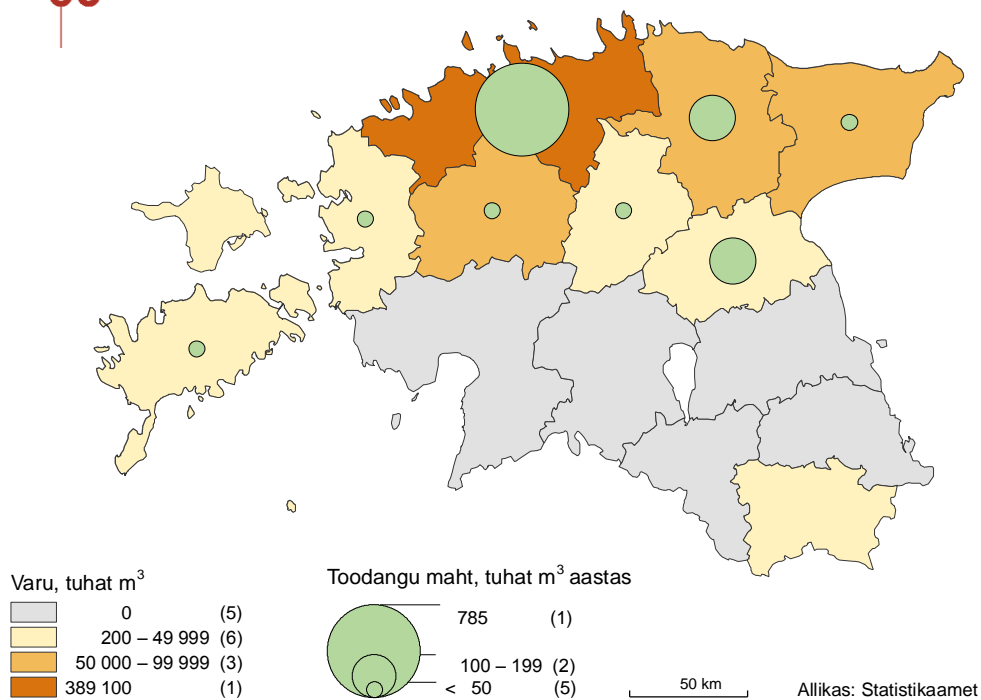 Varu, tuhat m³
0 (5)
200 – 49 999 (6)
50 000 – 99 999 (3)
389 100 (1)
Toodangu maht, tuhat m³ aastas
785 (1)
100 – 199 (2)
< 50 (5)
50 km
Allikas: Statistikaamet